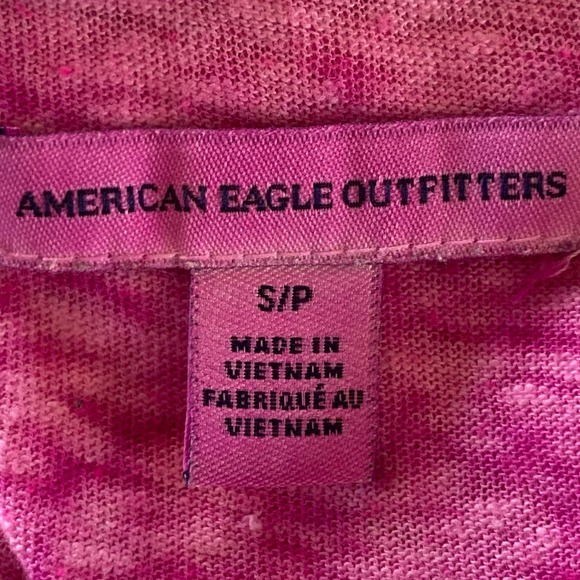 AMERICAN EAGLE OUTFITTERS
S/P
MADE IN
VIETNAM
FABRIQUÉ AU
VIETNAM